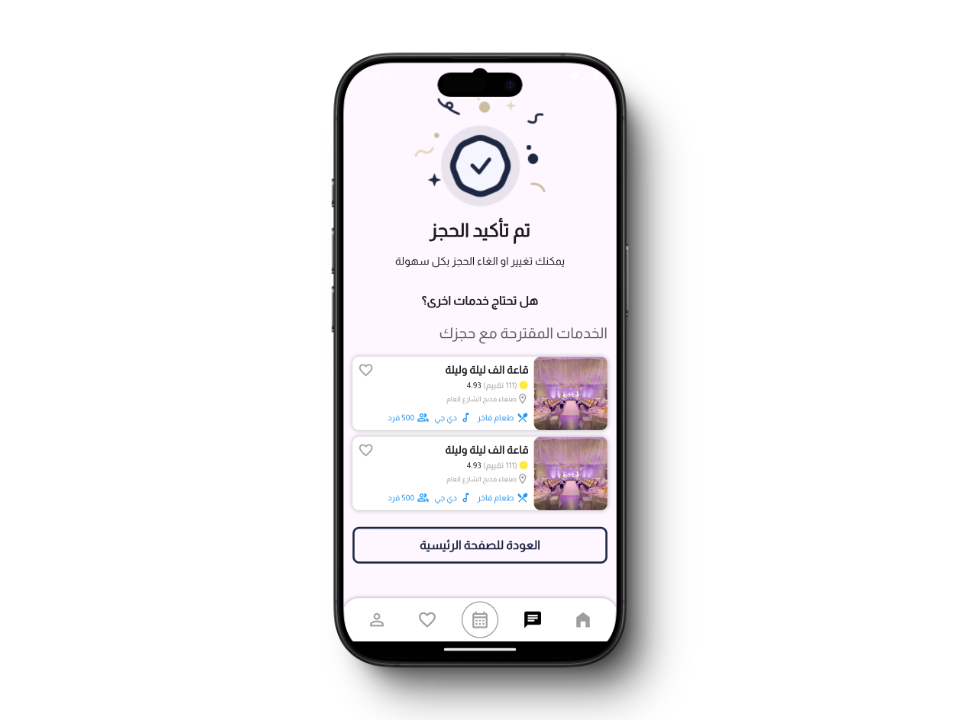 تم تأكيد الحجز
يمكنك تغيير او الغاء الحجز بكل سهولة
هل تحتاج خدمات اخرى؟
الخدمات المقترحة مع حجزك
قاعة الف ليلة وليلة
(111 تقييم) 4.93
صنعاء مذبح الشارع العام
طعام فاخر دي جي 500 فرد
قاعة الف ليلة وليلة
(111 تقييم) 4.93
صنعاء مذبح الشارع العام
طعام فاخر دي جي 500 فرد
العودة للصفحة الرئيسية